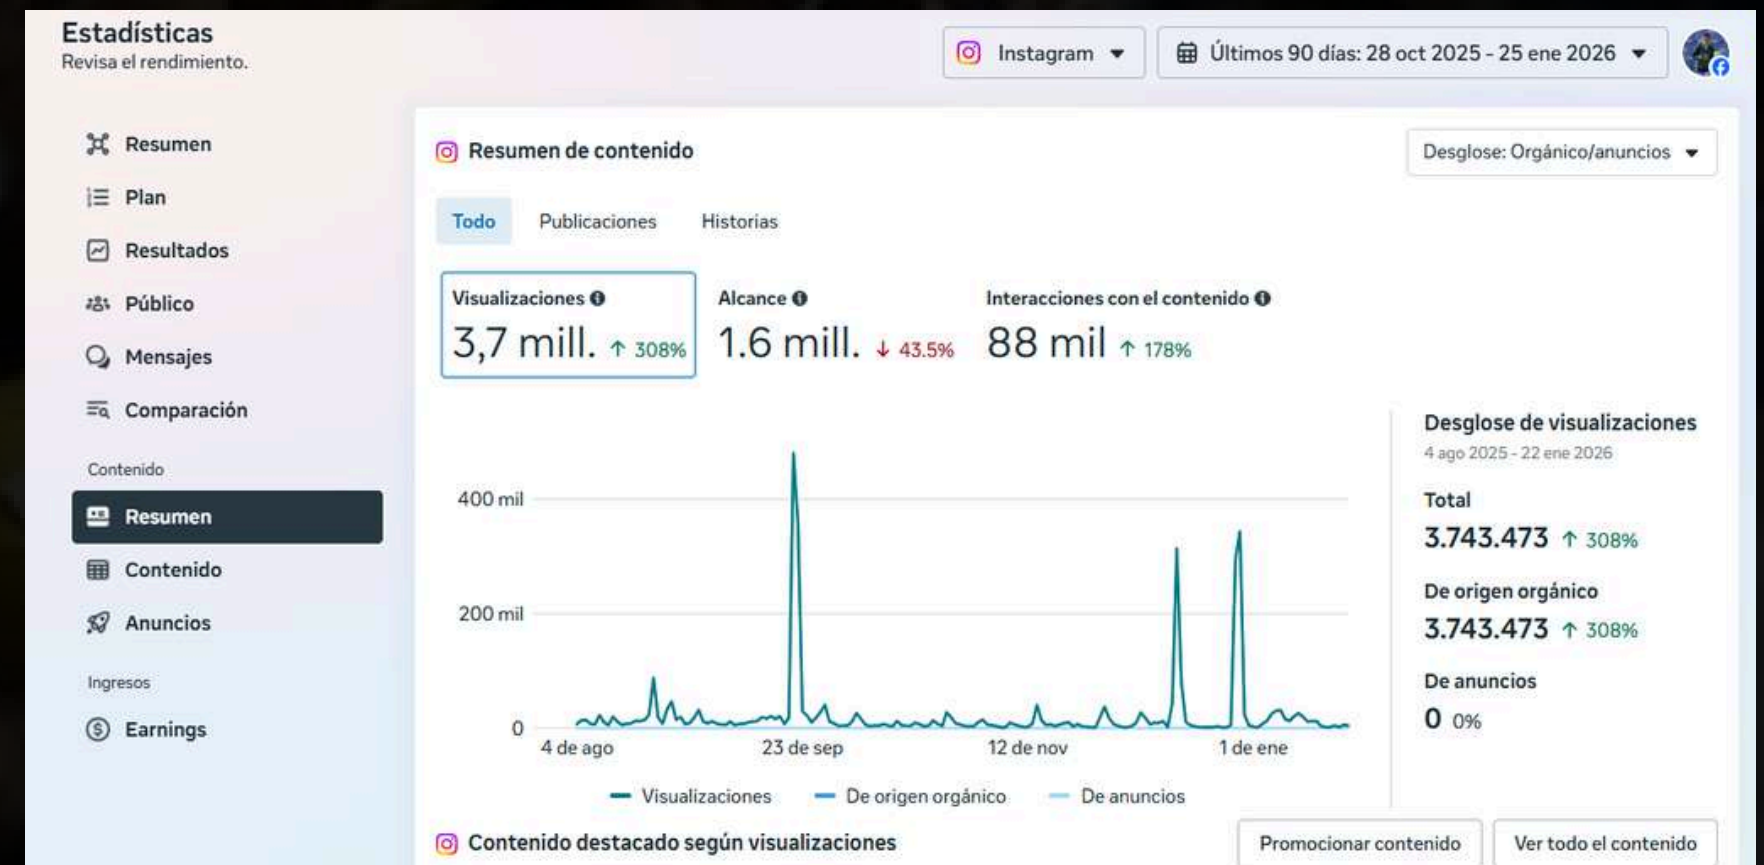 Estadísticas
Revisa el rendimiento.
Instagram
Últimos 90 días: 28 oct 2025 - 25 ene 2026
Resumen
Plan
Resultados
Público
Mensajes
Comparación
Contenido
Resumen
Contenido
Anuncios
Ingresos
Earnings
Resumen de contenido
Desglose: Orgánico/anuncios
Todo Publicaciones Historias
Visualizaciones Alcance Interacciones con el contenido
3,7 mill. ↑ 308% 1.6 mill. ↓ 43.5% 88 mil ↑ 178%
400 mil
200 mil
0
4 de ago 23 de sep 12 de nov 1 de ene
Visualizaciones De origen orgánico De anuncios
Desglose de visualizaciones
4 ago 2025 - 22 ene 2026
Total
3.743.473 ↑ 308%
De origen orgánico
3.743.473 ↑ 308%
De anuncios
0 0%
Contenido destacado según visualizaciones
Promocionar contenido
Ver todo el contenido